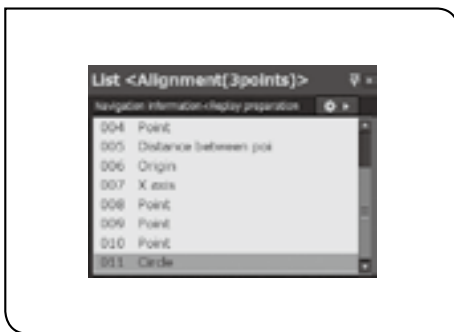 List <Alignment(3points)>
Navigation information display preparation
004 Point
005 Distance between poi
006 Origin
007 X axis
008 Point
009 Point
010 Point
011 Circle